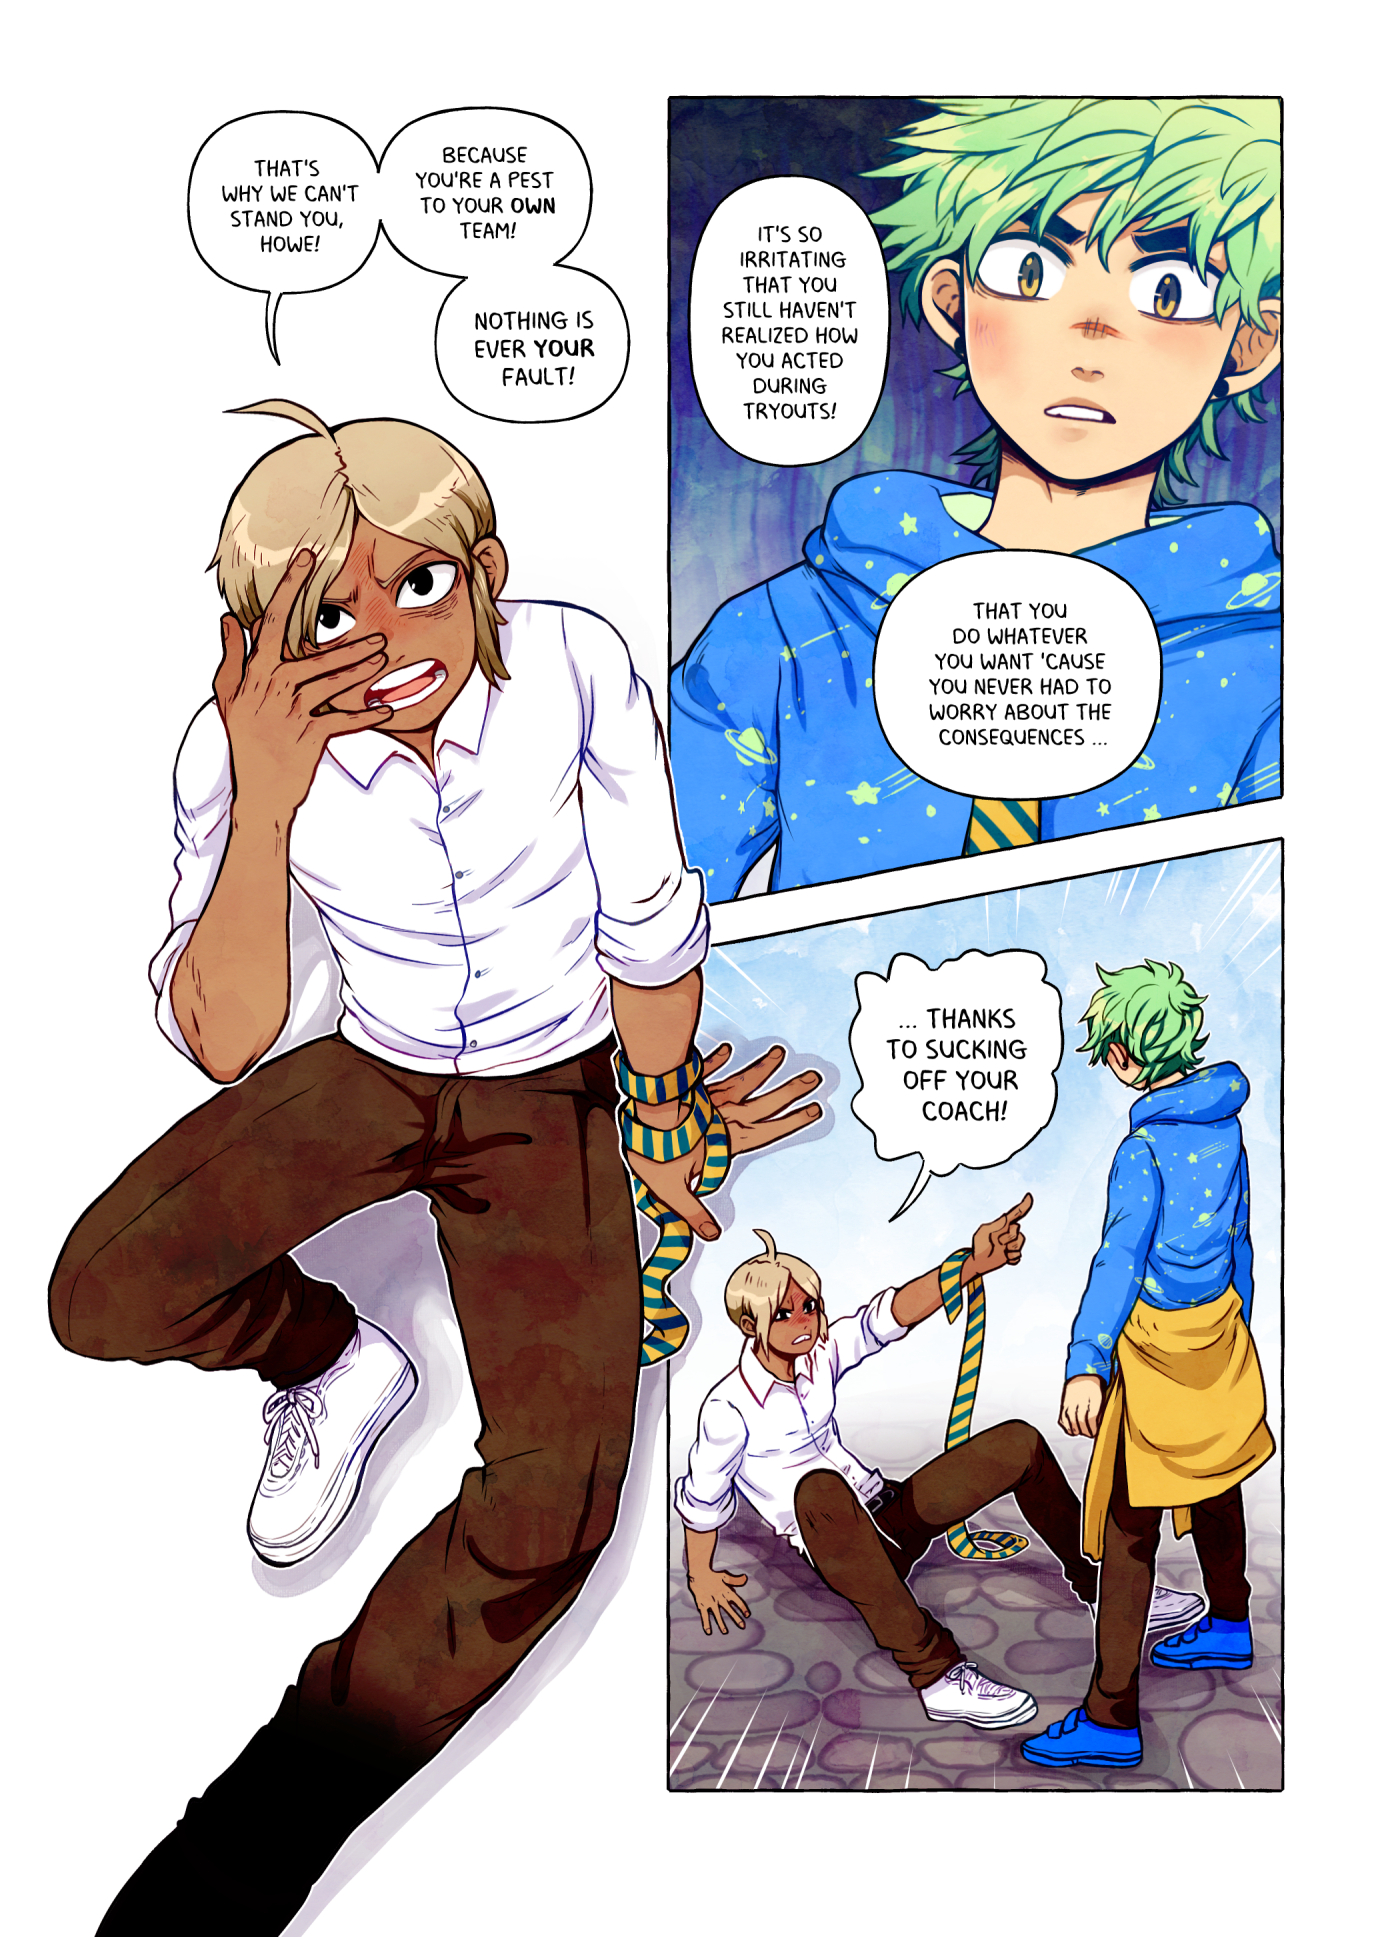 THAT'S
WHY WE CAN'T
STAND YOU,
HOWE!
BECAUSE
YOU'RE A PEST
TO YOUR OWN
TEAM!
NOTHING IS
EVER YOUR
FAULT!
IT'S SO
IRRITATING
THAT YOU
STILL HAVEN'T
REALIZED HOW
YOU ACTED
DURING
TRYOUTS!
THAT YOU
DO WHATEVER
YOU WANT 'CAUSE
YOU NEVER HAD TO
WORRY ABOUT THE
CONSEQUENCES ...
... THANKS
TO SUCKING
OFF YOUR
COACH!